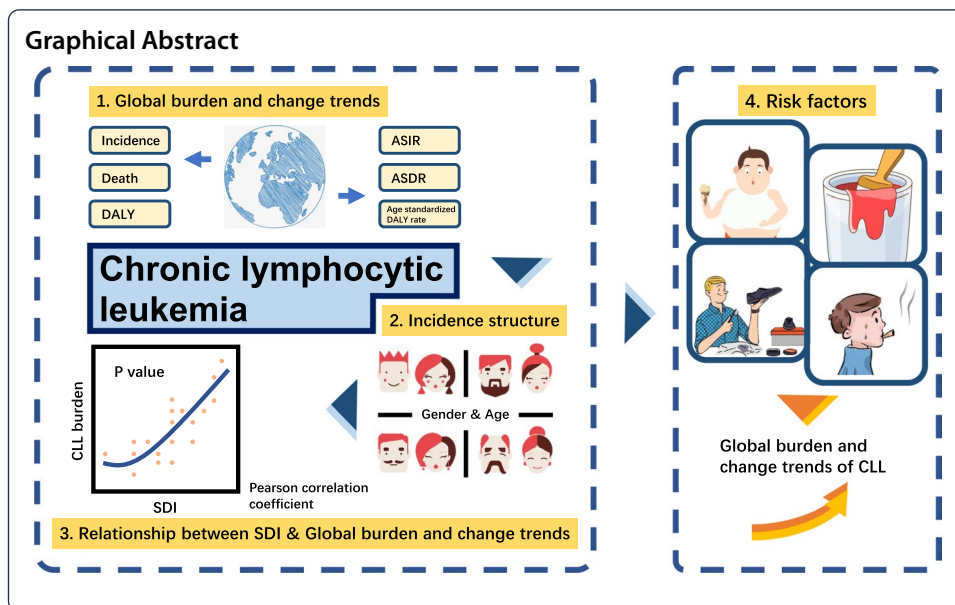 Graphical Abstract
1. Global burden and change trends
Incidence
Death
DALY
ASIR
ASDR
Age standardized
DALY rate
Chronic lymphocytic
leukemia
2. Incidence structure
Gender & Age
P value
CLL burden
SDI
Pearson correlation
coefficient
3. Relationship between SDI & Global burden and change trends
4. Risk factors
Global burden and
change trends of CLL